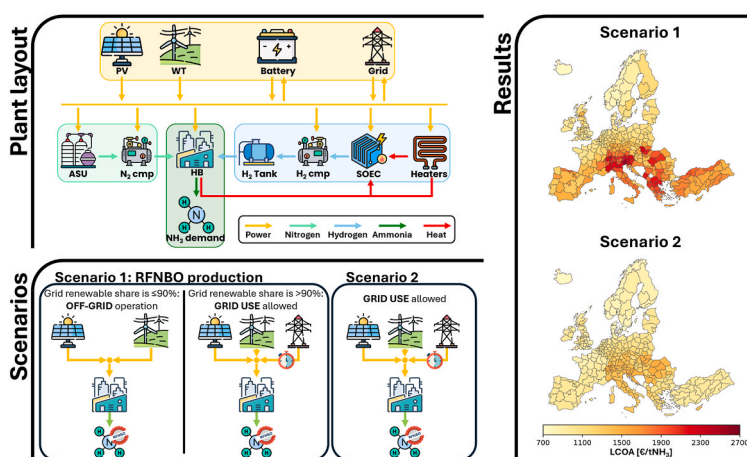 Plant layout
PV
WT
Battery
Grid
ASU
N₂ cmp
HB
H₂ Tank
H₂ cmp
SOEC
Heaters
H
N
H
H
NH₃ demand
Power
Nitrogen
Hydrogen
Ammonia
Heat
Scenarios
Scenario 1: RFNBO production
Grid renewable share is ≤90%:
OFF-GRID operation
H
N
H
H
RFNBO
Grid renewable share is >90%:
GRID USE allowed
H
N
H
H
RFNBO
Scenario 2
GRID USE allowed
H
N
H
H
RFNBO
Results
Scenario 1
Scenario 2
700 1100 1500 1900 2300 2700
LCOA [€/tNH₃]